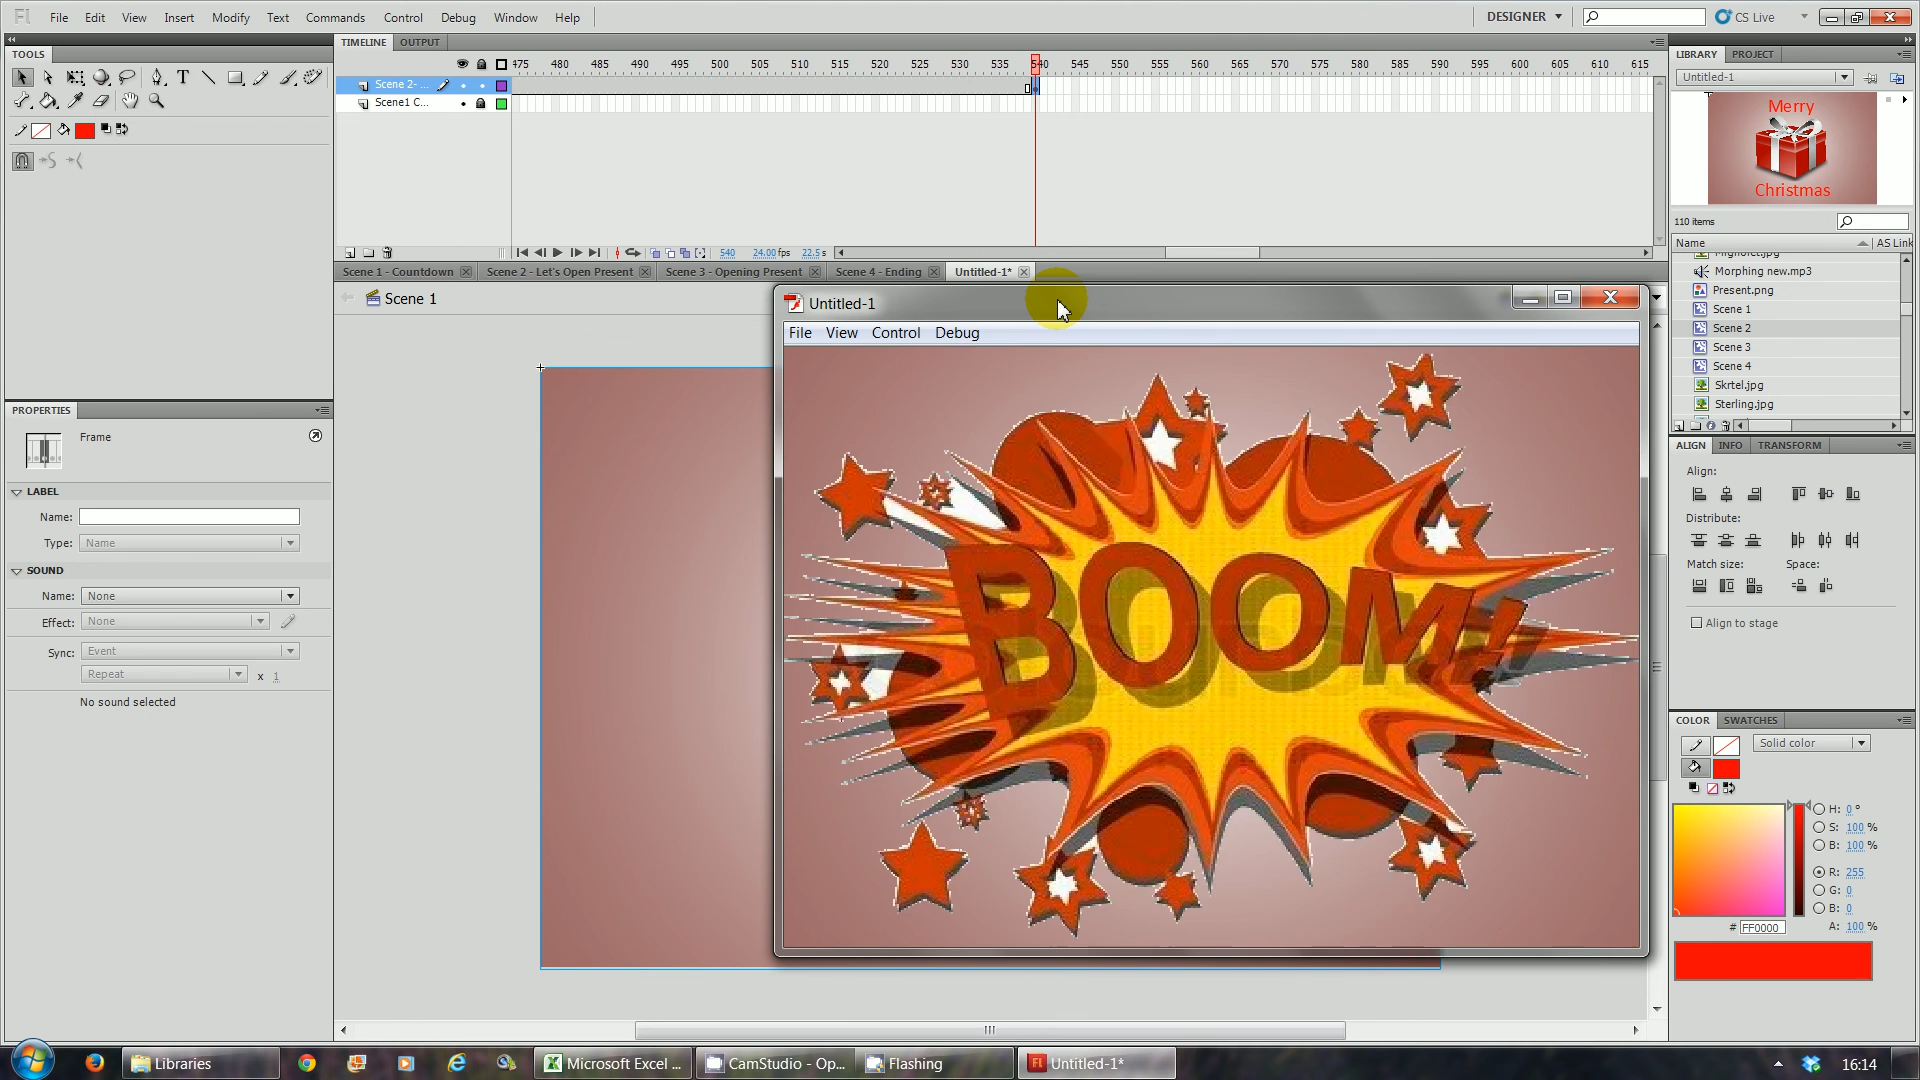 Fl File Edit View Insert Modify Text Commands Control Debug Window Help DESIGNER CS Live
TOOLS
TIMELINE OUTPUT
475 480 485 490 495 500 505 510 515 520 525 530 535 540 545 550 555 560 565 570 575 580 585 590 595 600 605 610 615
Scene 2- ...
Scene1 C...
540 24.00fps 22.5s
Scene 1 - Countdown Scene 2 - Let's Open Present Scene 3 - Opening Present Scene 4 - Ending Untitled-1*
Scene 1
Untitled-1
File View Control Debug
BOOM!
PROPERTIES
Frame
LABEL
Name:
Type: Name
SOUND
Name: None
Effect: None
Sync: Event
Repeat x 1
No sound selected
LIBRARY PROJECT
Untitled-1
Merry
Christmas
110 items
Name AS Link
Morphing new.mp3
Present.png
Scene 1
Scene 2
Scene 3
Scene 4
Skrtel.jpg
Sterling.jpg
ALIGN INFO TRANSFORM
Align:
Distribute:
Match size: Space:
Align to stage
COLOR SWATCHES
Solid color
H: 0 °
S: 100 %
B: 100 %
R: 255
G: 0
B: 0
# FF0000 A: 100 %
Libraries Microsoft Excel ... CamStudio - Op... Flashing Fl Untitled-1* 16:14